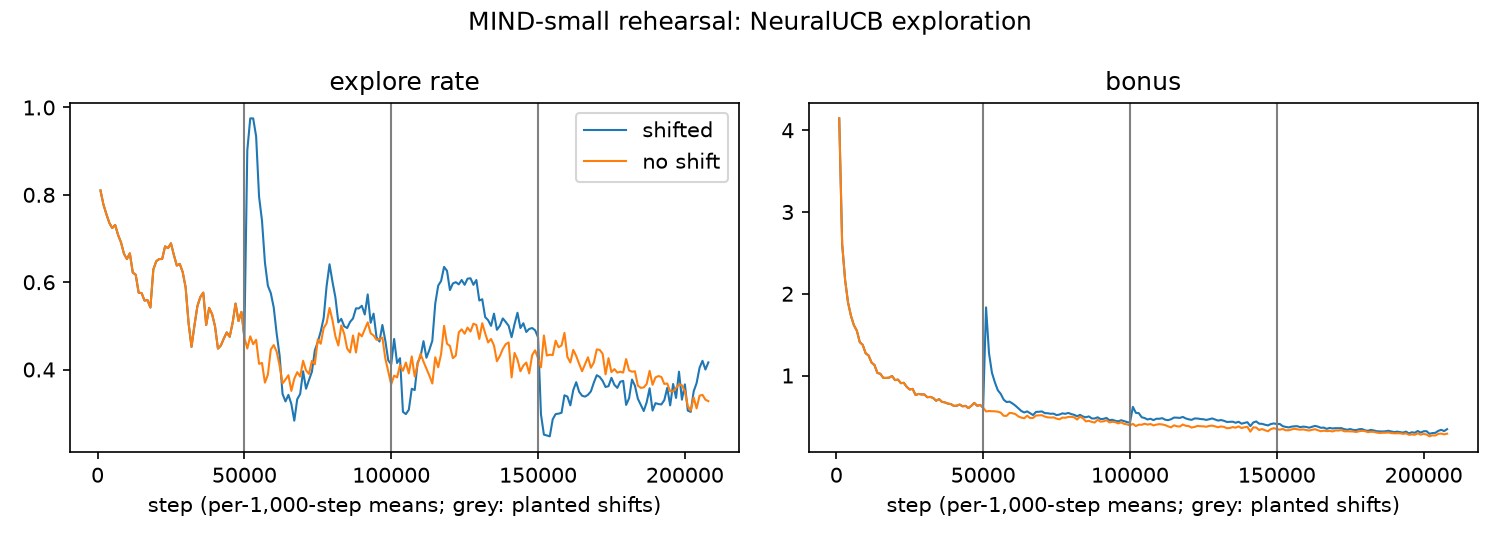 MIND-small rehearsal: NeuralUCB exploration
explore rate
1.0
0.8
0.6
0.4
shifted
no shift
0
50000
100000
150000
200000
step (per-1,000-step means; grey: planted shifts)
bonus
4
3
2
1
0
50000
100000
150000
200000
step (per-1,000-step means; grey: planted shifts)